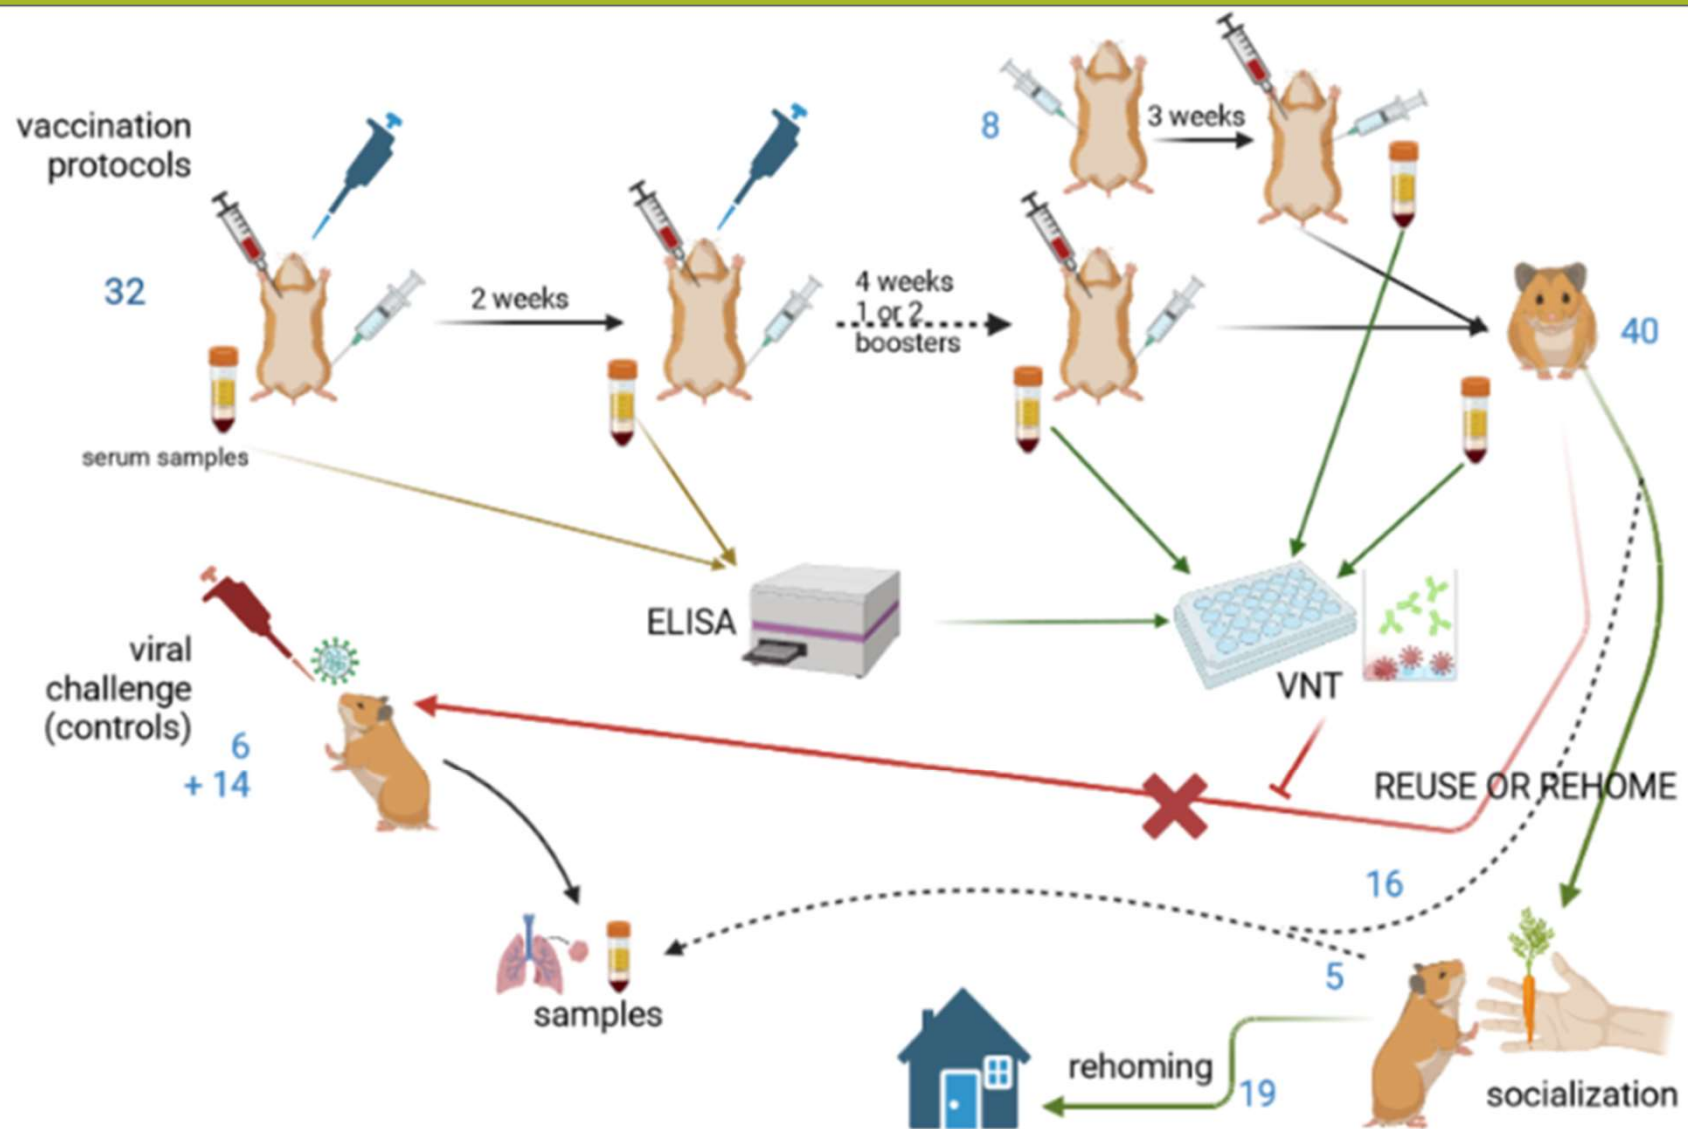 vaccination
protocols
8
3 weeks
32
2 weeks
4 weeks
1 or 2
boosters
40
serum samples
ELISA
VNT
viral
challenge
(controls)
6
+ 14
REUSE OR REHOME
16
5
samples
rehoming
19
socialization